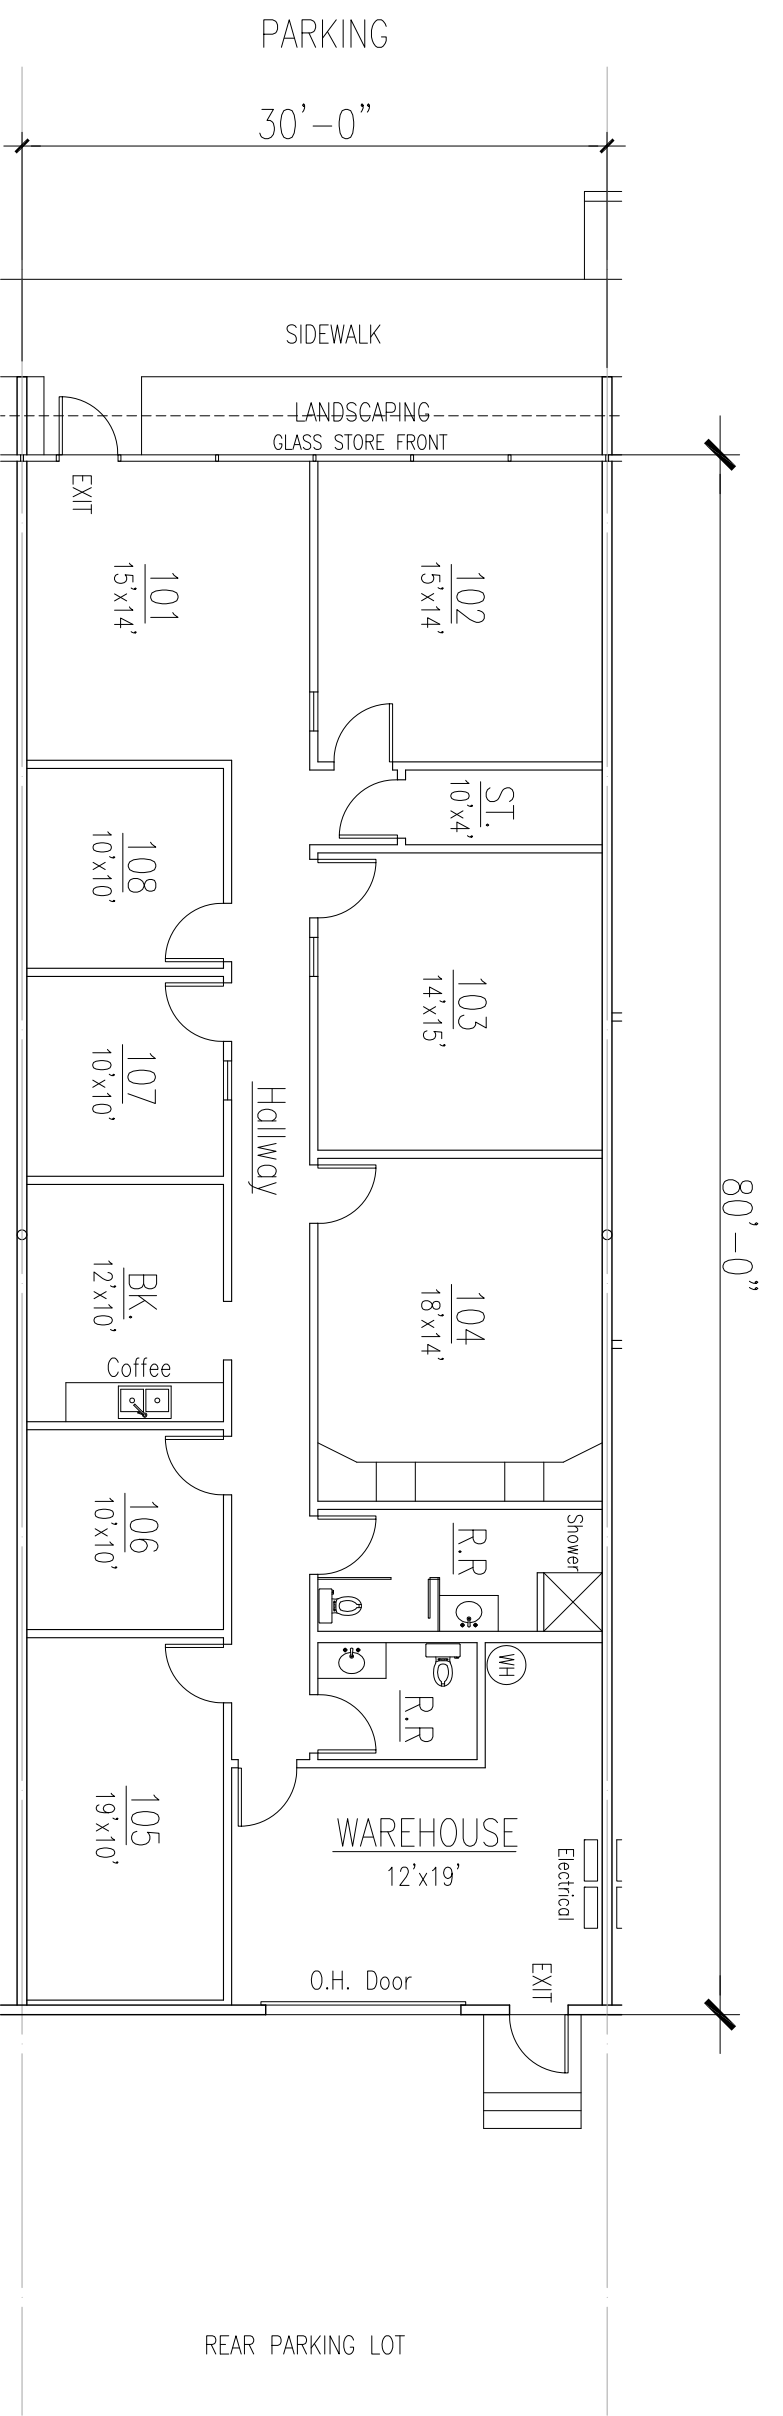 PARKING
30'-0"
SIDEWALK
LANDSCAPING
GLASS STORE FRONT
EXIT
101
15'x14'
102
15'x14'
ST.
10'x4'
108
10'x10'
103
14'x15'
107
10'x10'
Hallway
80'-0"
BK.
12'x10'
104
18'x14'
Coffee
106
10'x10'
R.R
Shower
WH
R.R
105
19'x10'
WAREHOUSE
12'x19'
Electrical
EXIT
O.H. Door
REAR PARKING LOT